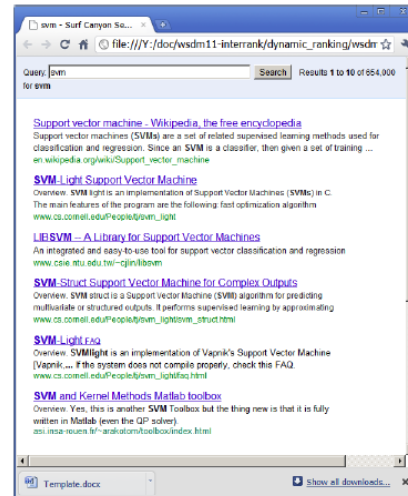 svm - Surf Canyon Se...
file:///Y:/doc/wsdm11-interrank/dynamic_ranking/wsdm
Query: svm Search Results 1 to 10 of 654,000
for svm
Support vector machine - Wikipedia, the free encyclopedia
Support vector machines (SVMs) are a set of related supervised learning methods used for
classification and regression. Since an SVM is a classifier, then given a set of training ...
en.wikipedia.org/wiki/Support_vector_machine
SVM-Light Support Vector Machine
Overview. SVM light is an implementation of Support Vector Machines (SVMs) in C.
The main features of the program are the following: fast optimization algorithm
www.cs.cornell.edu/People/tj/svm_light
LIBSVM -- A Library for Support Vector Machines
An integrated and easy-to-use tool for support vector classification and regression
www.csie.ntu.edu.tw/~cjlin/libsvm
SVM-Struct Support Vector Machine for Complex Outputs
Overview. SVM struct is a Support Vector Machine (SVM) algorithm for predicting
multivariate or structured outputs. It performs supervised learning by approximating
www.cs.cornell.edu/People/tj/svm_light/svm_struct.html
SVM-Light FAQ
Overview. SVMlight is an implementation of Vapnik's Support Vector Machine
[Vapnik.... If the system does not compile properly, check this FAQ.
www.cs.cornell.edu/People/tj/svm_light/faq.html
SVM and Kernel Methods Matlab toolbox
Overview. Yes, this is another SVM Toolbox but the thing new is that it is fully
written in Matlab (even the QP solver).
asi.insa-rouen.fr/~arakotom/toolbox/index.html
Template.docx Show all downloads...